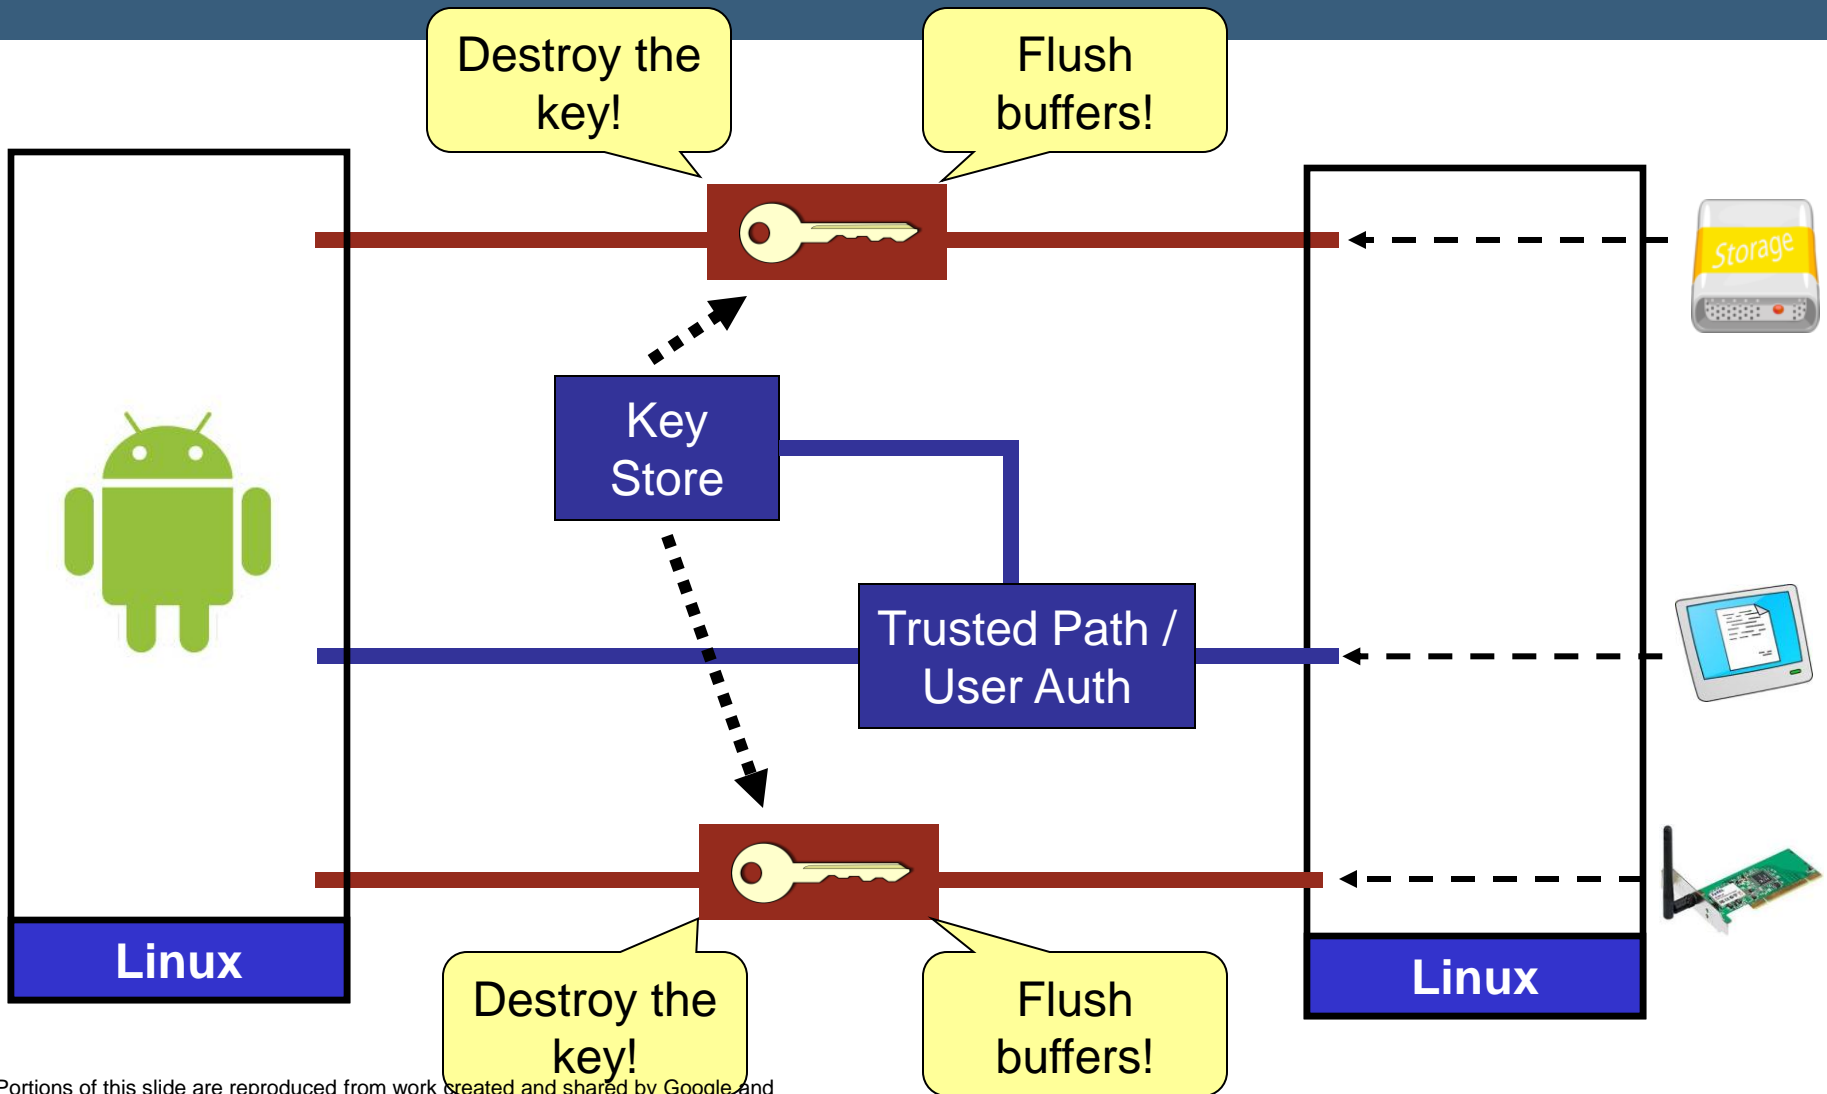 Destroy the
key!
Flush
buffers!
Storage
Key
Store
Trusted Path /
User Auth
Linux
Linux
Destroy the
key!
Flush
buffers!
Portions of this slide are reproduced from work created and shared by Google and